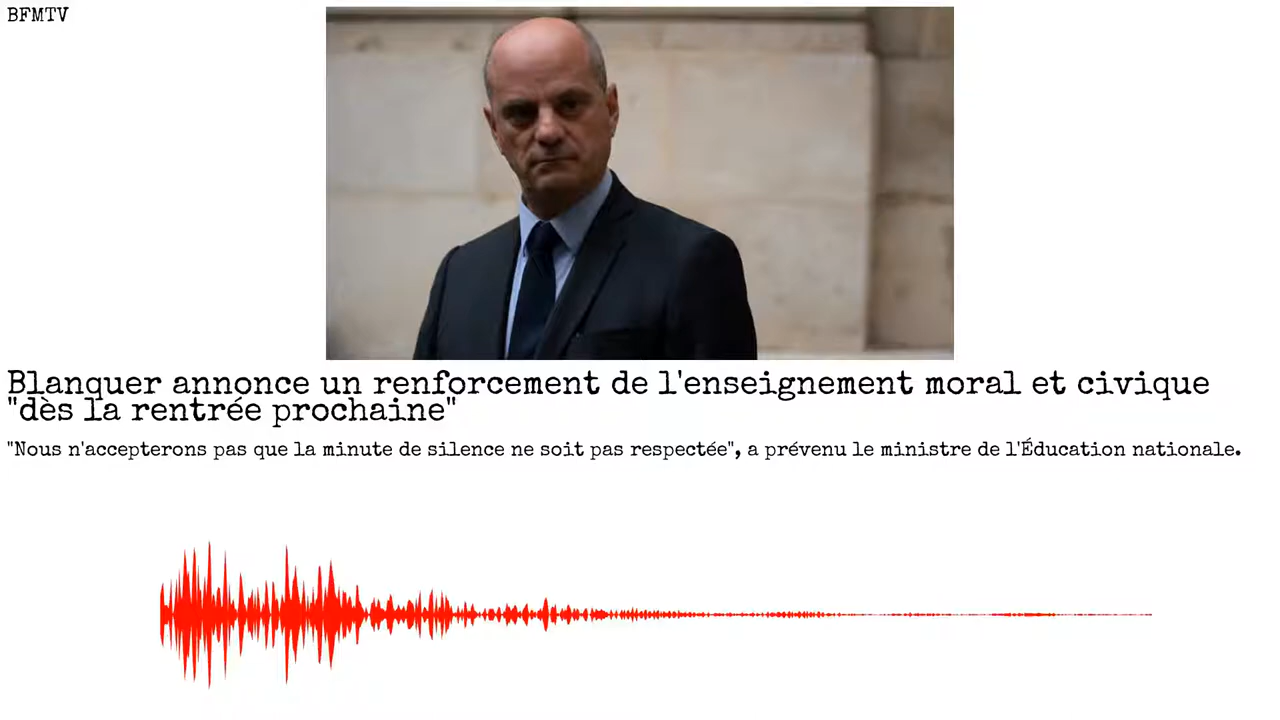 BFMTV
Blanquer annonce un renforcement de l'enseignement moral et civique
"dès la rentrée prochaine"
"Nous n'accepterons pas que la minute de silence ne soit pas respectée", a prévenu le ministre de l'Éducation nationale.